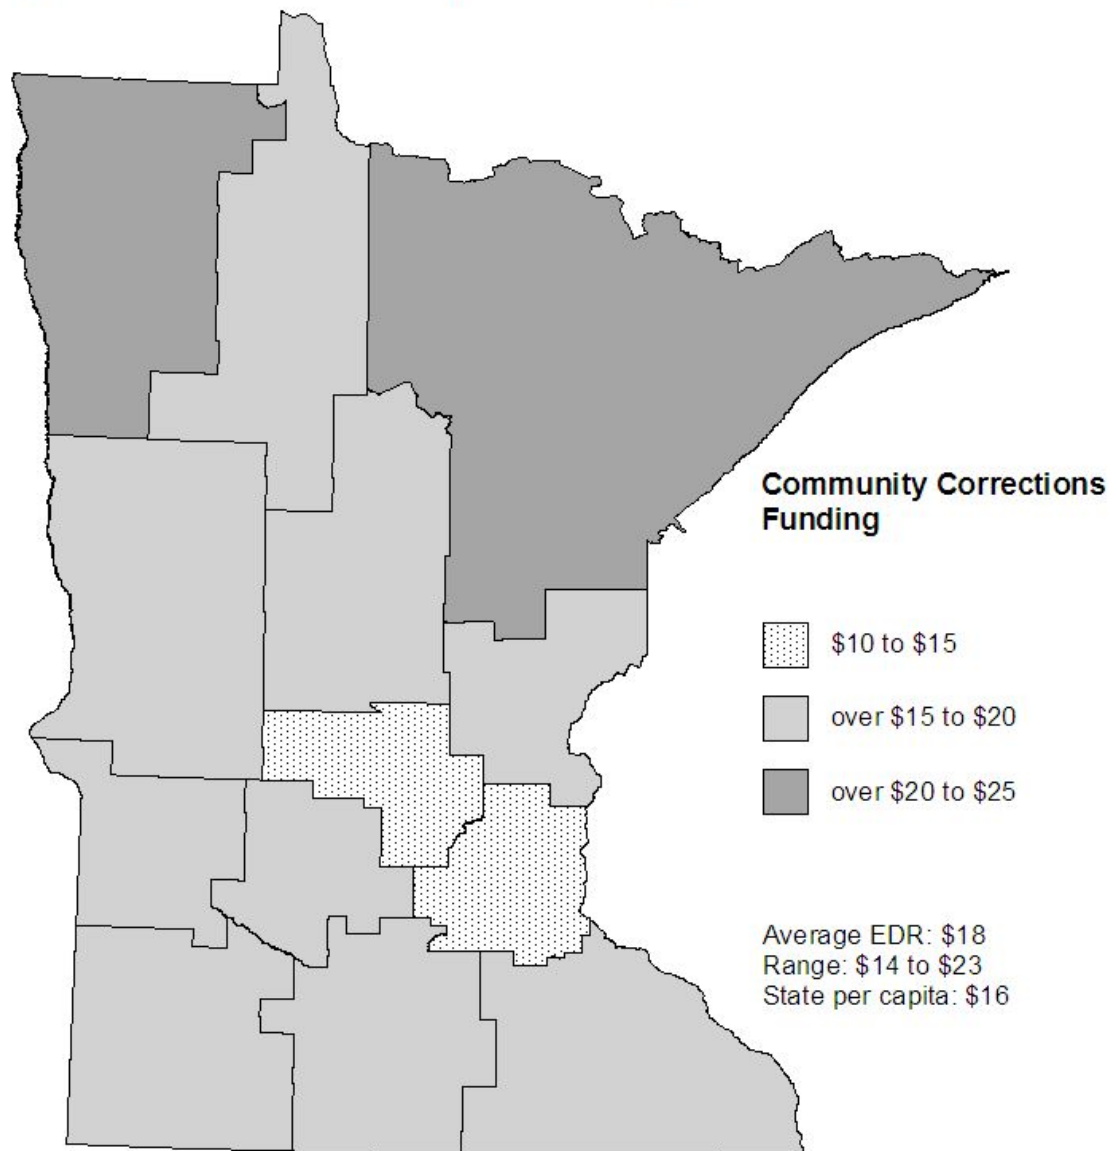 Community Corrections
Funding
$10 to $15
over $15 to $20
over $20 to $25
Average EDR: $18
Range: $14 to $23
State per capita: $16